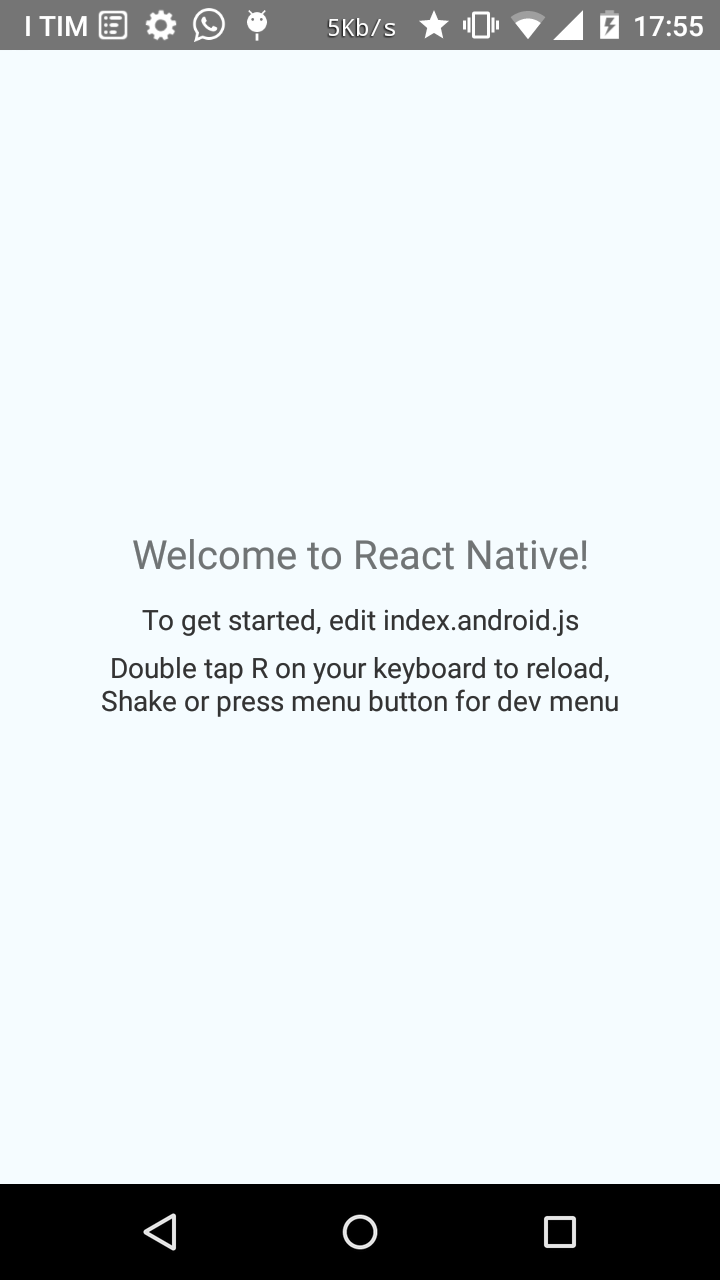 I TIM 5Kb/s 17:55
Welcome to React Native!
To get started, edit index.android.js
Double tap R on your keyboard to reload,
Shake or press menu button for dev menu